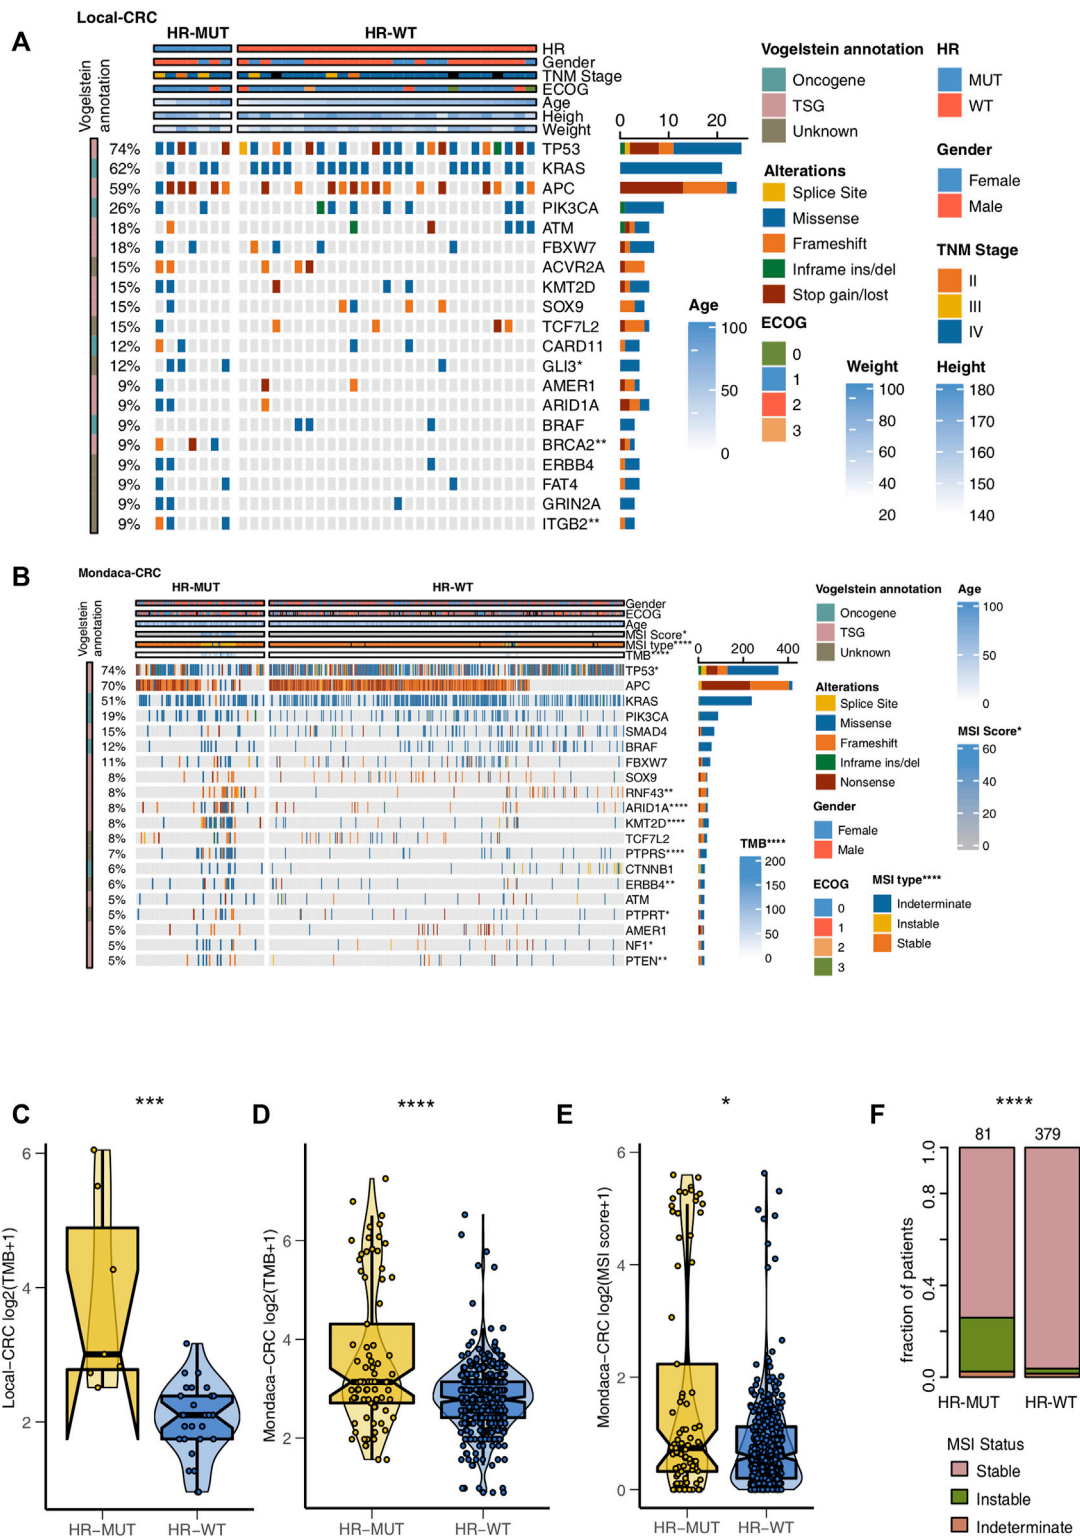 Local-CRC
A
HR-MUT
HR-WT
Vogelstein annotation
HR
Gender
TNM Stage
ECOG
Age
Heigh
Weight
0 10 20
74% TP53
62% KRAS
59% APC
26% PIK3CA
18% ATM
18% FBXW7
15% ACVR2A
15% KMT2D
15% SOX9
15% TCF7L2
12% CARD11
12% GLI3*
9% AMER1
9% ARID1A
9% BRAF
9% BRCA2**
9% ERBB4
9% FAT4
9% GRIN2A
9% ITGB2**
Vogelstein annotation
Oncogene
TSG
Unknown
Alterations
Splice Site
Missense
Frameshift
Inframe ins/del
Stop gain/lost
Age
100
50
0
ECOG
0
1
2
3
Weight
100
80
60
40
20
HR
MUT
WT
Gender
Female
Male
TNM Stage
II
III
IV
Height
180
170
160
150
140
B
Mondaca-CRC
HR-MUT
HR-WT
Vogelstein annotation
Gender
ECOG
Age
MSI Score*
MSI type****
TMB****
0 200 400
74% TP53*
70% APC
51% KRAS
19% PIK3CA
15% SMAD4
12% BRAF
11% FBXW7
8% SOX9
8% RNF43**
8% ARID1A****
8% KMT2D****
8% TCF7L2
7% PTPRS****
6% CTNNB1
6% ERBB4**
5% ATM
5% PTPRT*
5% AMER1
5% NF1*
5% PTEN**
TMB****
200
150
100
50
0
Vogelstein annotation
Oncogene
TSG
Unknown
Alterations
Splice Site
Missense
Frameshift
Inframe ins/del
Nonsense
Gender
Female
Male
ECOG
0
1
2
3
Age
100
50
0
MSI Score*
60
40
20
0
MSI type****
Indeterminate
Instable
Stable
C
***
Local−CRC log2(TMB+1)
6
4
2
HR−MUT
HR−WT
D
****
Mondaca−CRC log2(TMB+1)
6
4
2
HR−MUT
HR−WT
E
*
Mondaca−CRC log2(MSI score+1)
6
4
2
0
HR−MUT
HR−WT
F
****
81 379
fraction of patients
1.0
0.8
0.4
0.0
HR−MUT
HR−WT
MSI Status
Stable
Instable
Indeterminate